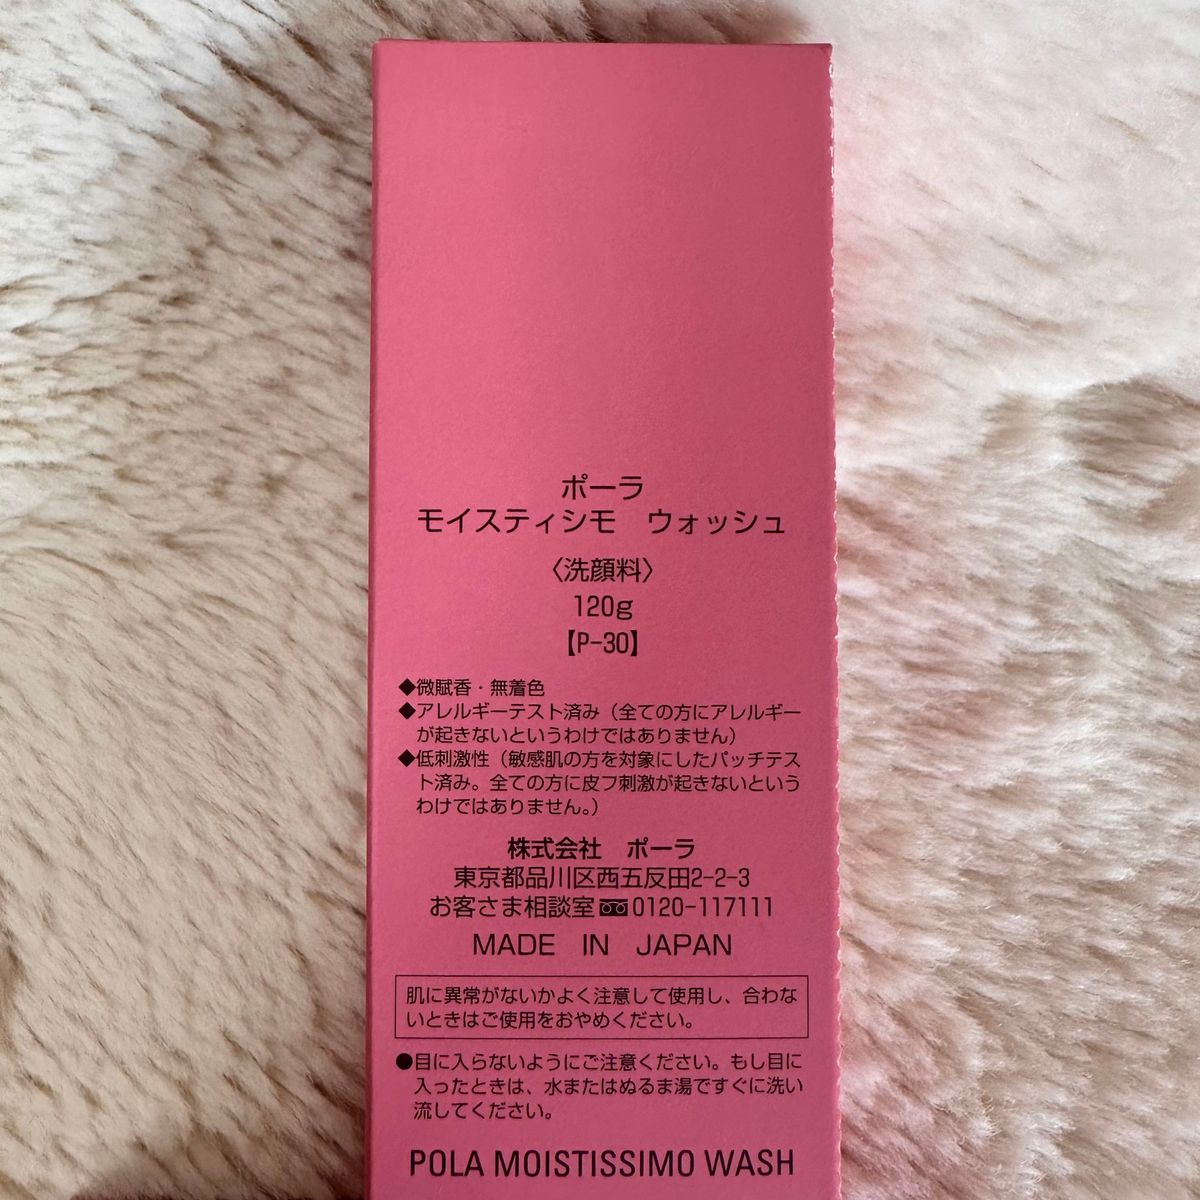 ポーラ
モイスティシモ　ウォッシュ
〈洗顔料〉
120g
【P-30】
◆微賦香・無着色
◆アレルギーテスト済み（全ての方にアレルギー
が起きないというわけではありません）
◆低刺激性（敏感肌の方を対象にしたパッチテス
ト済み。全ての方に皮フ刺激が起きないという
わけではありません。）
株式会社　ポーラ
東京都品川区西五反田2-2-3
お客さま相談室 0120-117111
MADE IN JAPAN
肌に異常がないかよく注意して使用し、合わな
いときはご使用をおやめください。
●目に入らないようにご注意ください。もし目に
入ったときは、水またはぬるま湯ですぐに洗い
流してください。
POLA MOISTISSIMO WASH